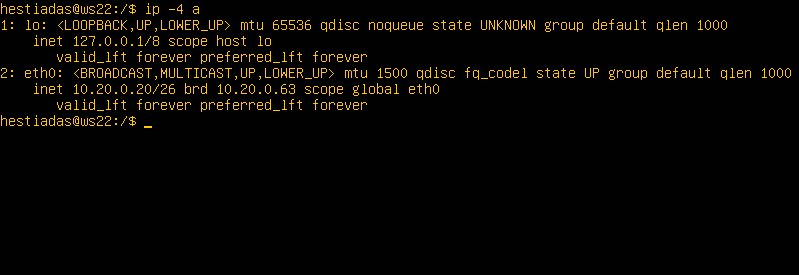 hestiadas@ws22:/$ ip -4 a
1: lo: <LOOPBACK,UP,LOWER_UP> mtu 65536 qdisc noqueue state UNKNOWN group default qlen 1000
    inet 127.0.0.1/8 scope host lo
       valid_lft forever preferred_lft forever
2: eth0: <BROADCAST,MULTICAST,UP,LOWER_UP> mtu 1500 qdisc fq_codel state UP group default qlen 1000
    inet 10.20.0.20/26 brd 10.20.0.63 scope global eth0
       valid_lft forever preferred_lft forever
hestiadas@ws22:/$ _